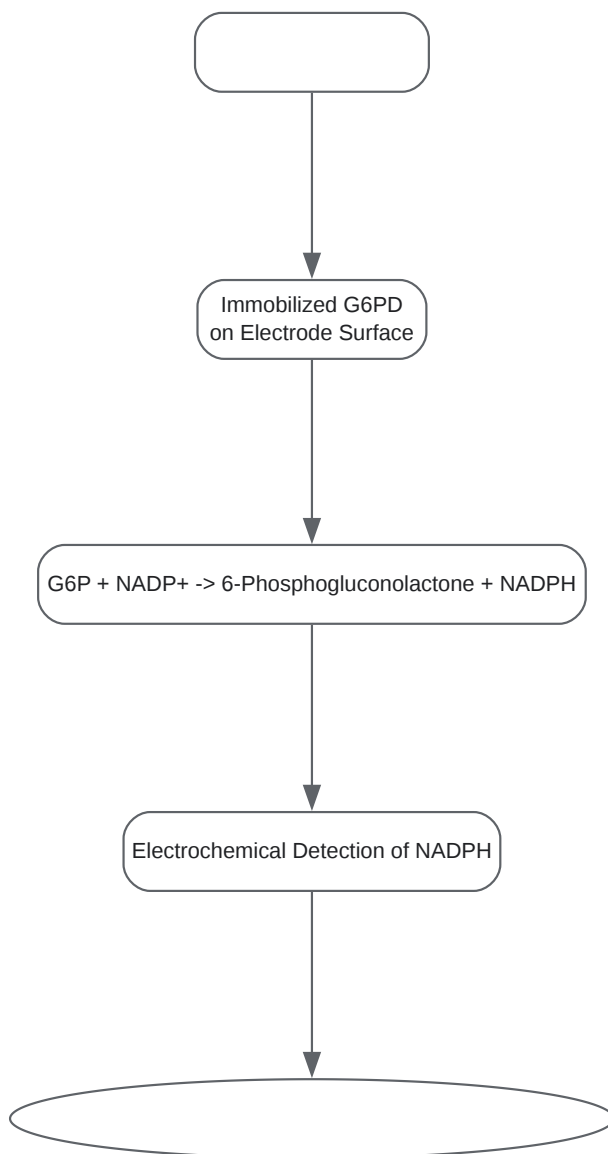 Immobilized G6PD
on Electrode Surface
G6P + NADP+ -> 6-Phosphogluconolactone + NADPH
Electrochemical Detection of NADPH